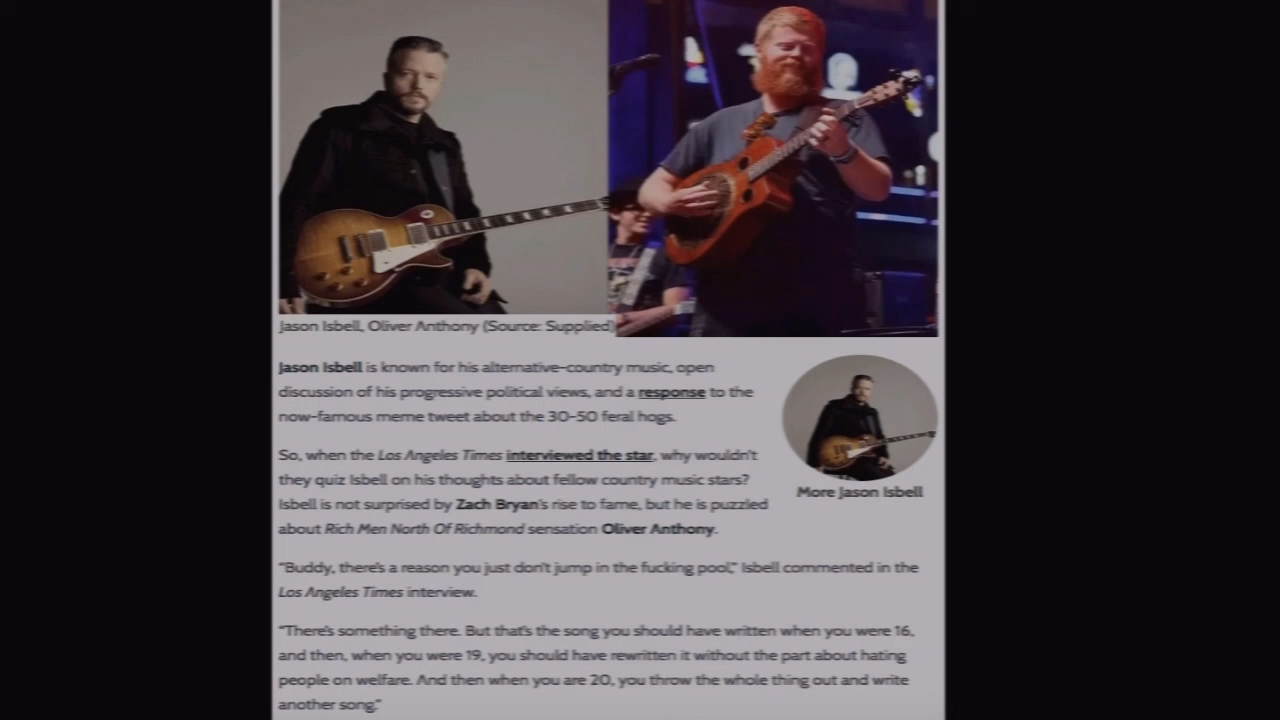 Jason Isbell, Oliver Anthony (Source: Supplied)
Jason Isbell is known for his alternative-country music, open
discussion of his progressive political views, and a response to the
now-famous meme tweet about the 30-50 feral hogs.
So, when the Los Angeles Times interviewed the star, why wouldn't
they quiz Isbell on his thoughts about fellow country music stars?
Isbell is not surprised by Zach Bryan's rise to fame, but he is puzzled
about Rich Men North Of Richmond sensation Oliver Anthony.
More Jason Isbell
"Buddy, there's a reason you just don't jump in the fucking pool," Isbell commented in the
Los Angeles Times interview.
"There's something there. But that's the song you should have written when you were 16,
and then, when you were 19, you should have rewritten it without the part about hating
people on welfare. And then when you are 20, you throw the whole thing out and write
another song."